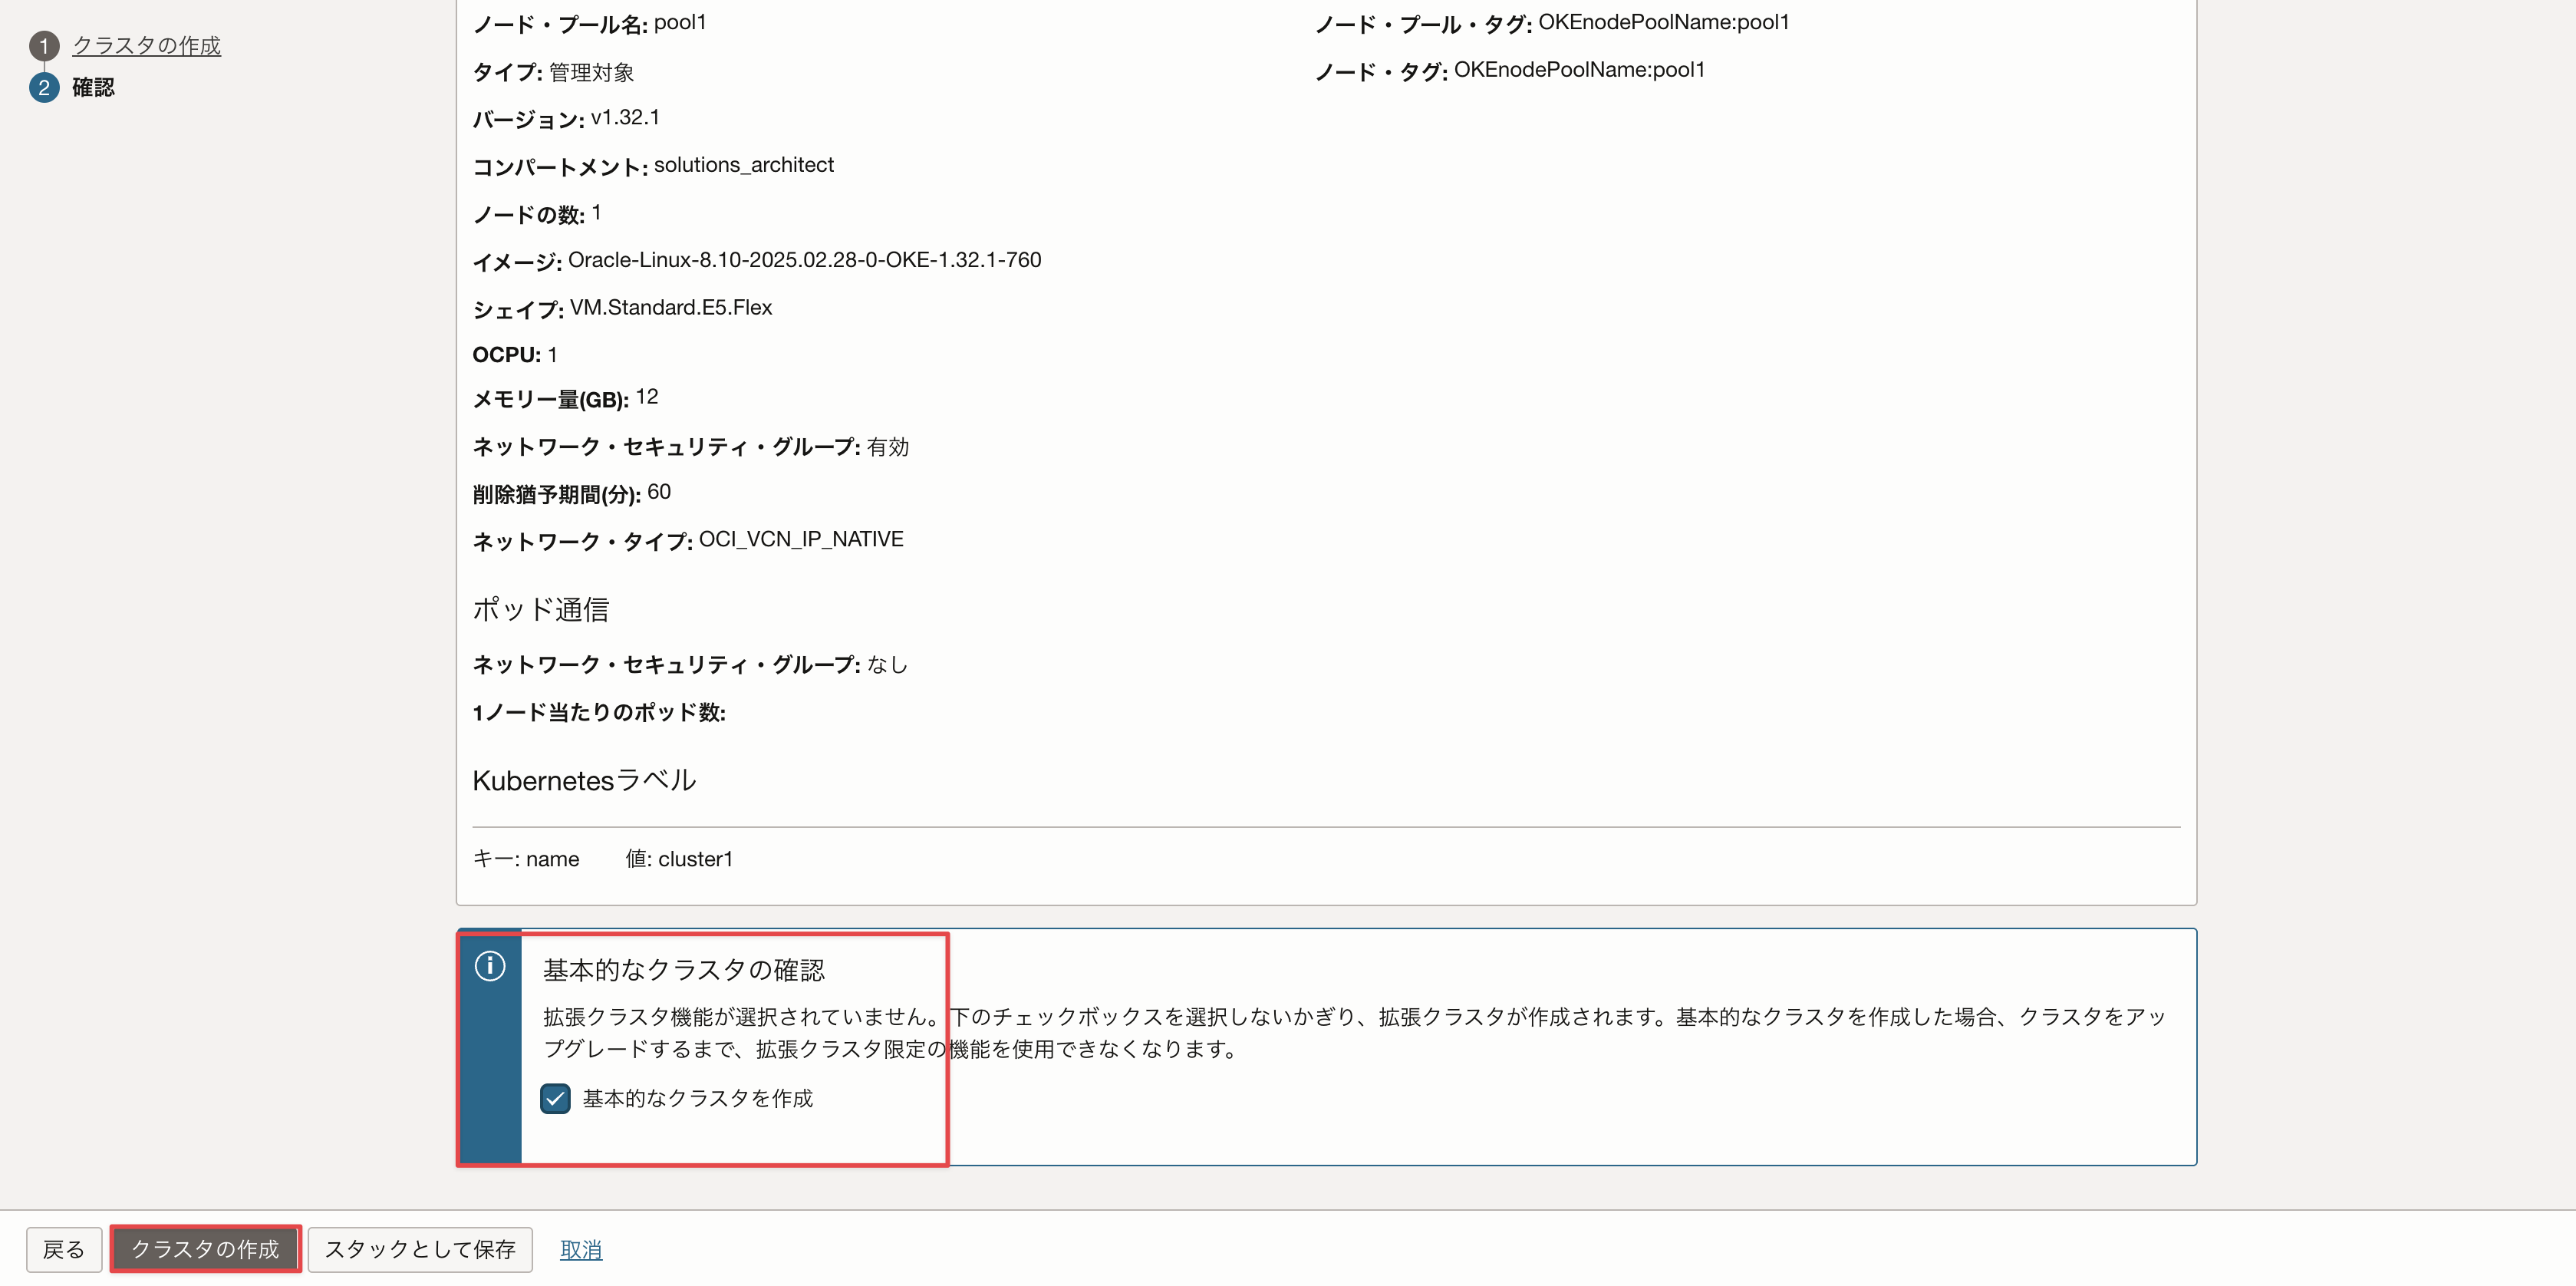 1 クラスタの作成
2 確認
ノード・プール名: pool1
タイプ: 管理対象
バージョン: v1.32.1
コンパートメント: solutions_architect
ノードの数: 1
イメージ: Oracle-Linux-8.10-2025.02.28-0-OKE-1.32.1-760
シェイプ: VM.Standard.E5.Flex
OCPU: 1
メモリー量(GB): 12
ネットワーク・セキュリティ・グループ: 有効
削除猶予期間(分): 60
ネットワーク・タイプ: OCI_VCN_IP_NATIVE
ノード・プール・タグ: OKEnodePoolName:pool1
ノード・タグ: OKEnodePoolName:pool1
ポッド通信
ネットワーク・セキュリティ・グループ: なし
1ノード当たりのポッド数:
Kubernetesラベル
キー: name 値: cluster1
基本的なクラスタの確認
拡張クラスタ機能が選択されていません。下のチェックボックスを選択しないかぎり、拡張クラスタが作成されます。基本的なクラスタを作成した場合、クラスタをアッ
プグレードするまで、拡張クラスタ限定の機能を使用できなくなります。
基本的なクラスタを作成
戻る クラスタの作成 スタックとして保存 取消